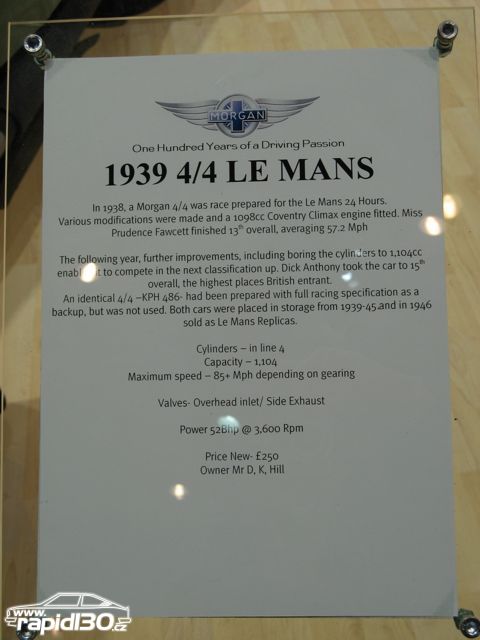 MORGAN
One Hundred Years of a Driving Passion
1939 4/4 LE MANS
In 1938, a Morgan 4/4 was race prepared for the Le Mans 24 Hours.
Various modifications were made and a 1098cc Coventry Climax engine fitted. Miss
Prudence Fawcett finished 13th overall, averaging 57.2 Mph
The following year, further improvements, including boring the cylinders to 1,104cc
enabled it to compete in the next classification up. Dick Anthony took the car to 15th
overall, the highest places British entrant.
An identical 4/4 –KPH 486- had been prepared with full racing specification as a
backup, but was not used. Both cars were placed in storage from 1939-45.and in 1946
sold as Le Mans Replicas.
Cylinders – in line 4
Capacity – 1,104
Maximum speed – 85+ Mph depending on gearing
Valves- Overhead inlet/ Side Exhaust
Power 52Bhp @ 3,600 Rpm
Price New- £250
Owner Mr D, K, Hill
www.
rapid130.cz